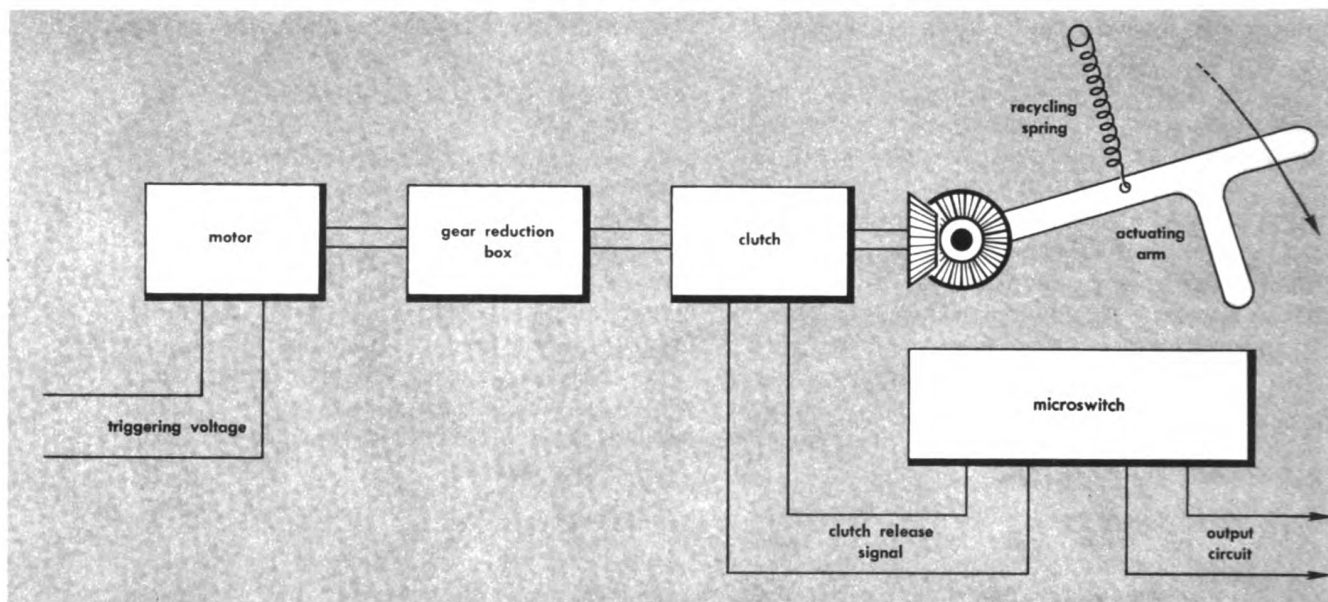 recycling
spring
motor
gear reduction
box
clutch
actuating
arm
microswitch
triggering voltage
clutch release
signal
output
circuit